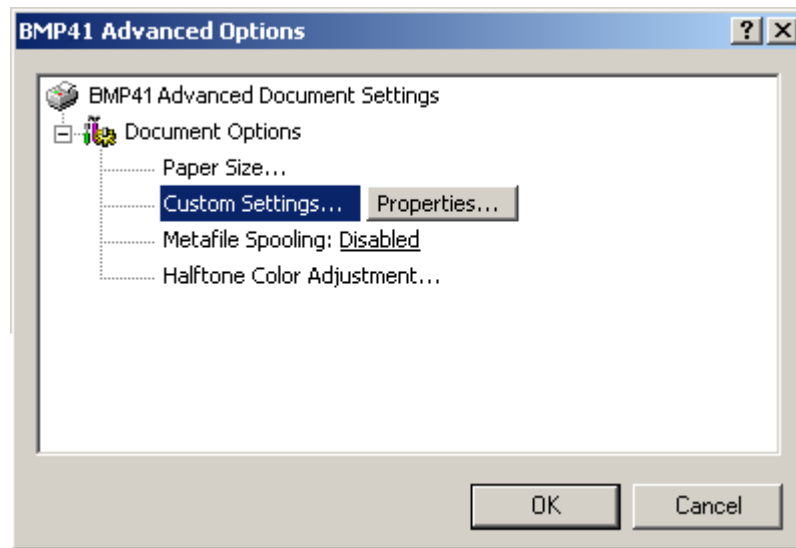 BMP41 Advanced Options
BMP41 Advanced Document Settings
Document Options
Paper Size...
Custom Settings... Properties...
Metafile Spooling: Disabled
Halftone Color Adjustment...
OK Cancel